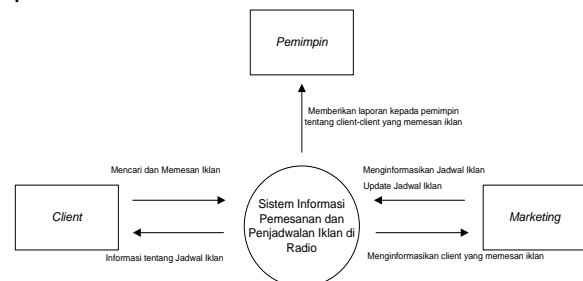 Pemimpin
Memberikan laporan kepada pemimpin
tentang client-client yang memesan iklan
Mencari dan Memesan Iklan
Menginformasikan Jadwal Iklan
Update Jadwal Iklan
Client
Sistem Informasi
Pemesanan dan
Penjadwalan Iklan di
Radio
Marketing
Informasi tentang Jadwal Iklan
Menginformasikan client yang memesan iklan